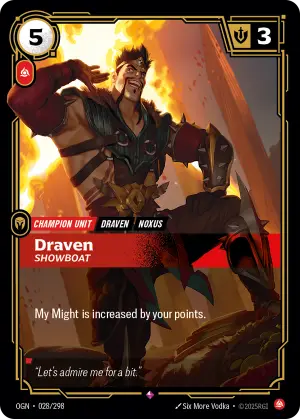 5
3
CHAMPION UNIT DRAVEN NOXUS
Draven
SHOWBOAT
My Might is increased by your points.
"Let's admire me for a bit."
OGN • 028/298 Six More Vodka ©2025RGI